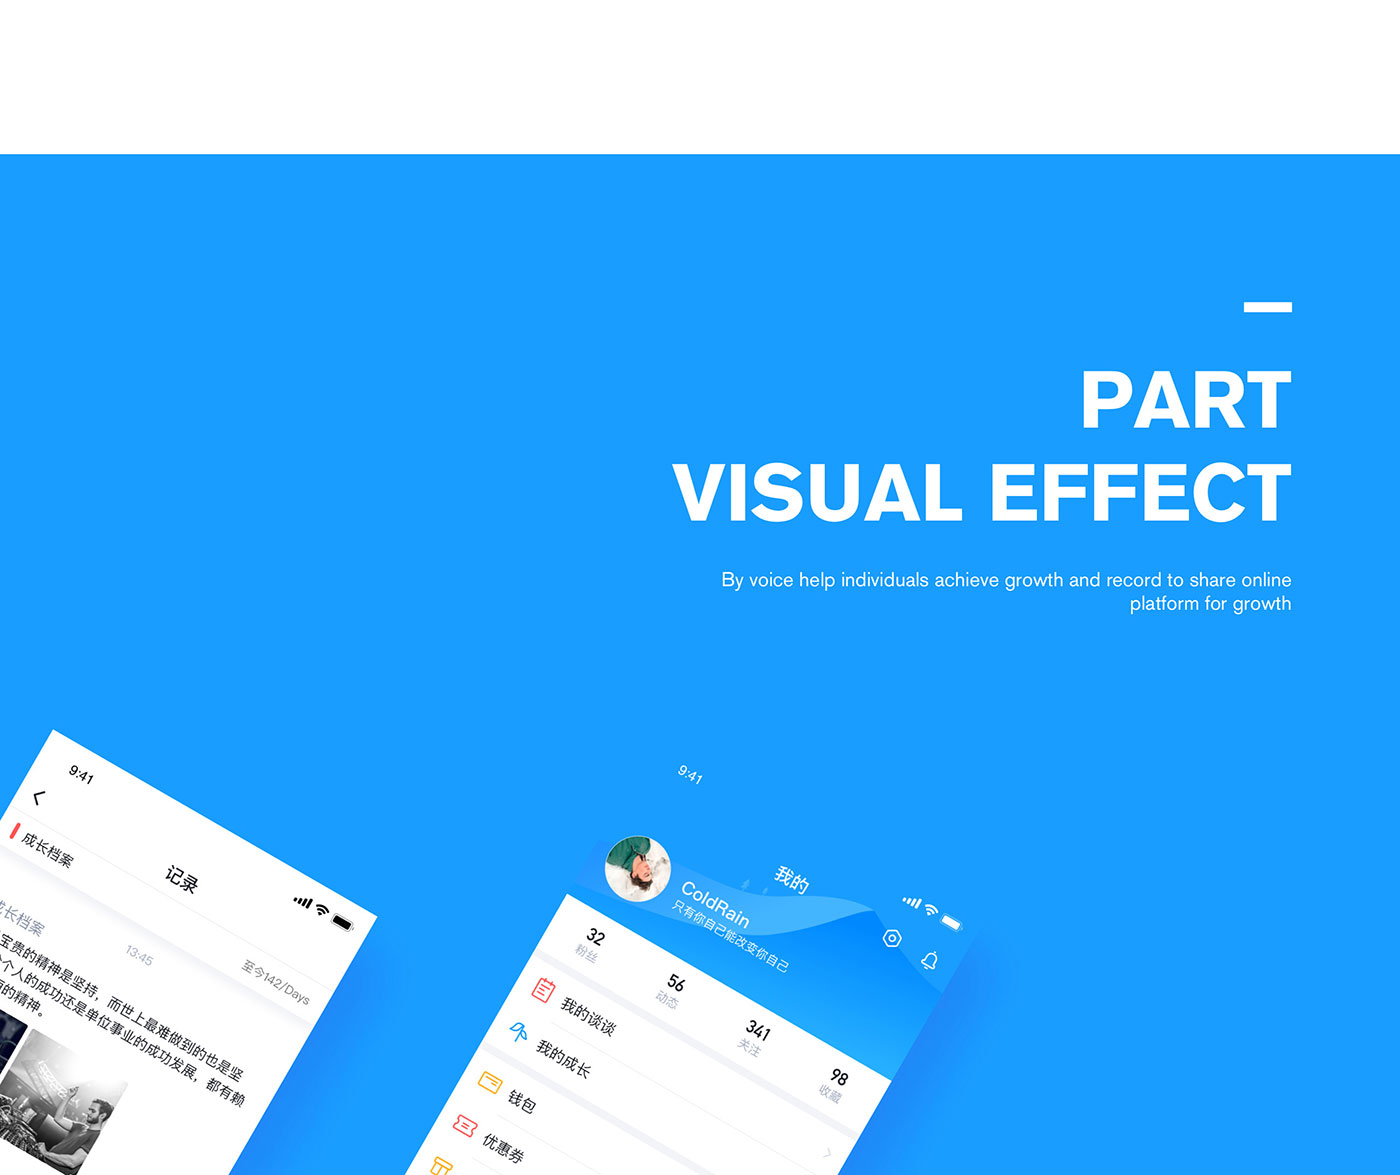 PART
VISUAL EFFECT
By voice help individuals achieve growth and record to share online
platform for growth
9:41
记录
成长档案
至今142/Days
成长档案
13:45
宝贵的精神是坚持，而世上最难做到的也是坚
个人的成功还是单位事业的成功发展，都有赖
的精神。
9:41
我的
ColdRain
只有你自己能改变你自己
32
粉丝
56
动态
341
关注
98
收藏
我的谈谈
我的成长
钱包
优惠券